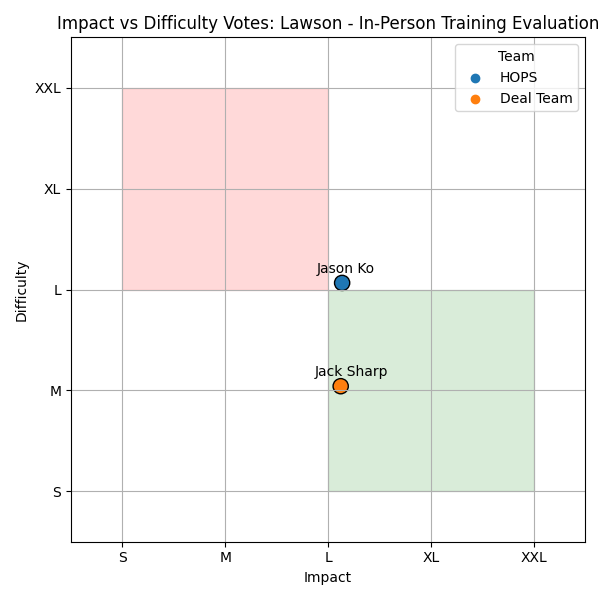 Impact vs Difficulty Votes: Lawson - In-Person Training Evaluation
Team
HOPS
Deal Team
XXL
XL
L
M
S
Difficulty
Jason Ko
Jack Sharp
S M L XL XXL
Impact